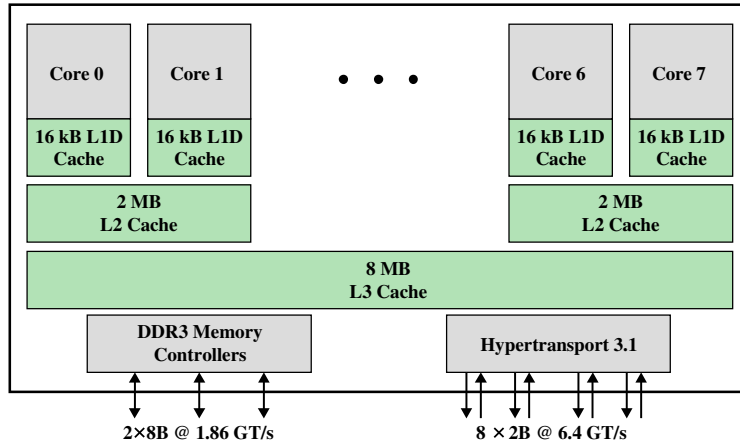 Core 0
Core 1
Core 6
Core 7
16 kB L1D
Cache
16 kB L1D
Cache
16 kB L1D
Cache
16 kB L1D
Cache
2 MB
L2 Cache
2 MB
L2 Cache
8 MB
L3 Cache
DDR3 Memory
Controllers
Hypertransport 3.1
2×8B @ 1.86 GT/s
8 × 2B @ 6.4 GT/s